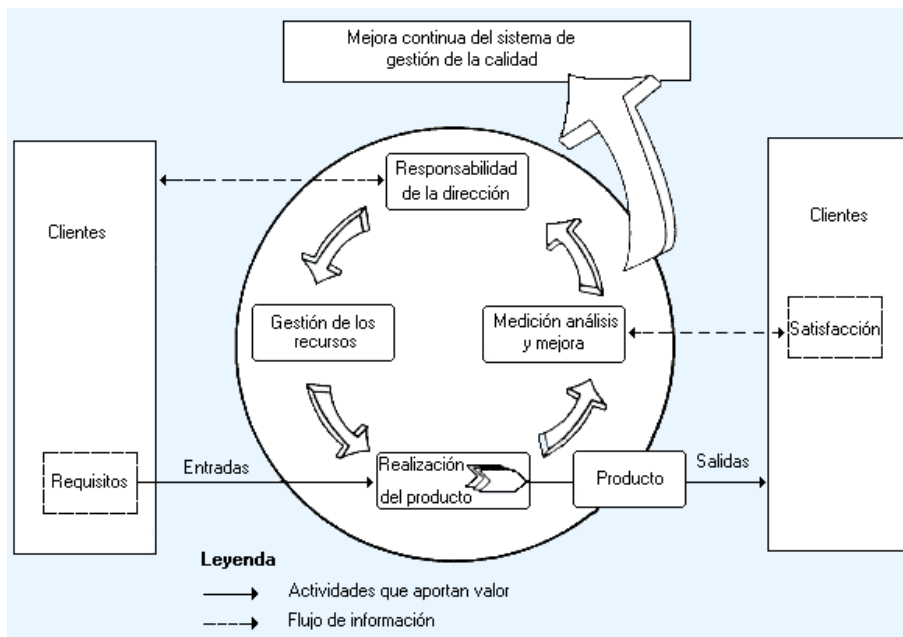 Mejora continua del sistema de
gestión de la calidad
Responsabilidad
de la dirección
Clientes
Clientes
Gestión de los
recursos
Medición análisis
y mejora
Satisfacción
Requisitos
Entradas
Realización
del producto
Producto
Salidas
Leyenda
Actividades que aportan valor
Flujo de información